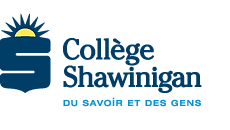 Collège
Shawinigan
DU SAVOIR ET DES GENS